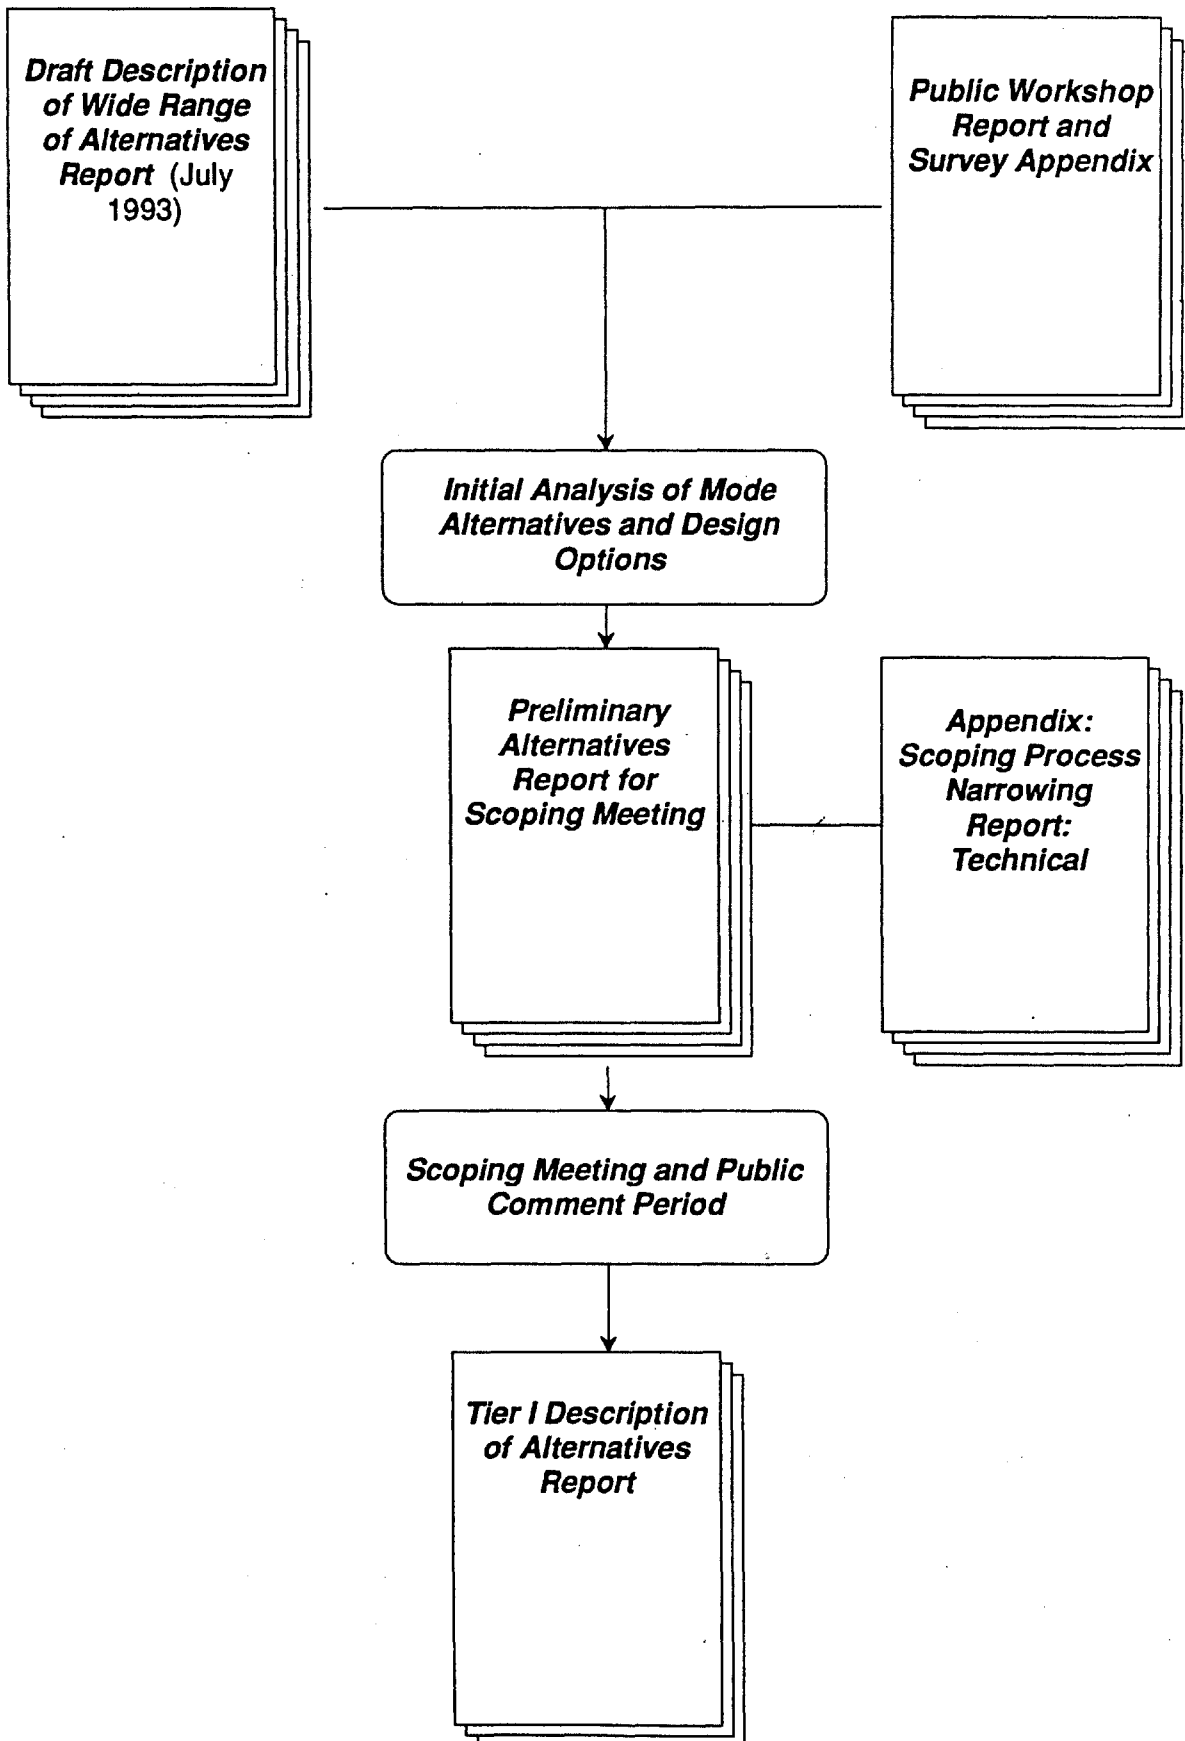 Draft Description
of Wide Range
of Alternatives
Report (July
1993)
Public Workshop
Report and
Survey Appendix
Initial Analysis of Mode
Alternatives and Design
Options
Preliminary
Alternatives
Report for
Scoping Meeting
Appendix:
Scoping Process
Narrowing
Report:
Technical
Scoping Meeting and Public
Comment Period
Tier I Description
of Alternatives
Report